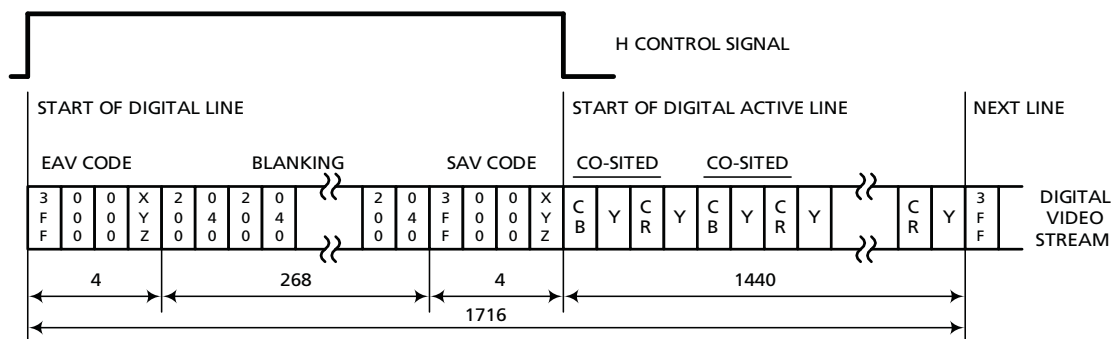 H CONTROL SIGNAL
START OF DIGITAL LINE
START OF DIGITAL ACTIVE LINE
NEXT LINE
EAV CODE
BLANKING
SAV CODE
CO-SITED
CO-SITED
3FF 000 000 XYZ 200 040 200 040 200 040 3FF 000 000 XYZ CB Y CR Y CB Y CR Y CR Y 3FF
DIGITAL
VIDEO
STREAM
4
268
4
1440
1716